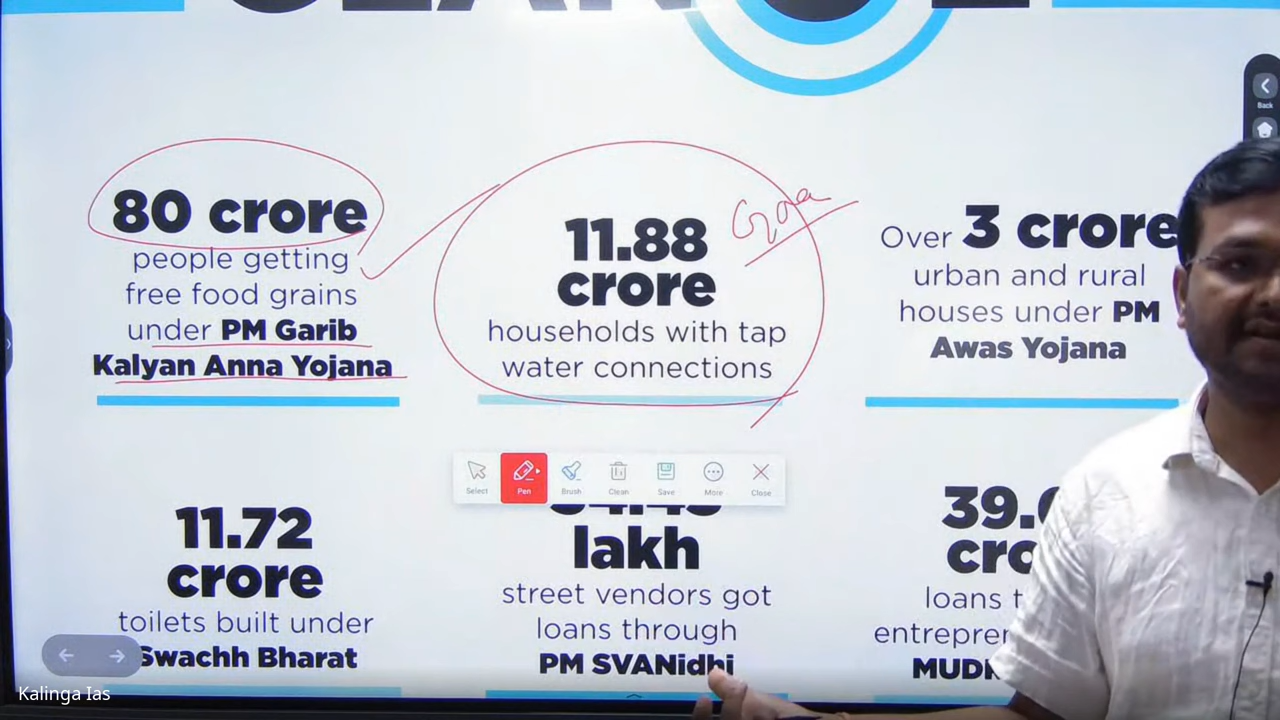 80 crore
people getting
free food grains
under PM Garib
Kalyan Anna Yojana
11.88
crore
households with tap
water connections
Goa
Over 3 crore
urban and rural
houses under PM
Awas Yojana
Back
Select
Pen
Brush
Clean
Save
More
Close
11.72
crore
toilets built under
Swachh Bharat
lakh
street vendors got
loans through
PM SVANidhi
loans
Kalinga Ias